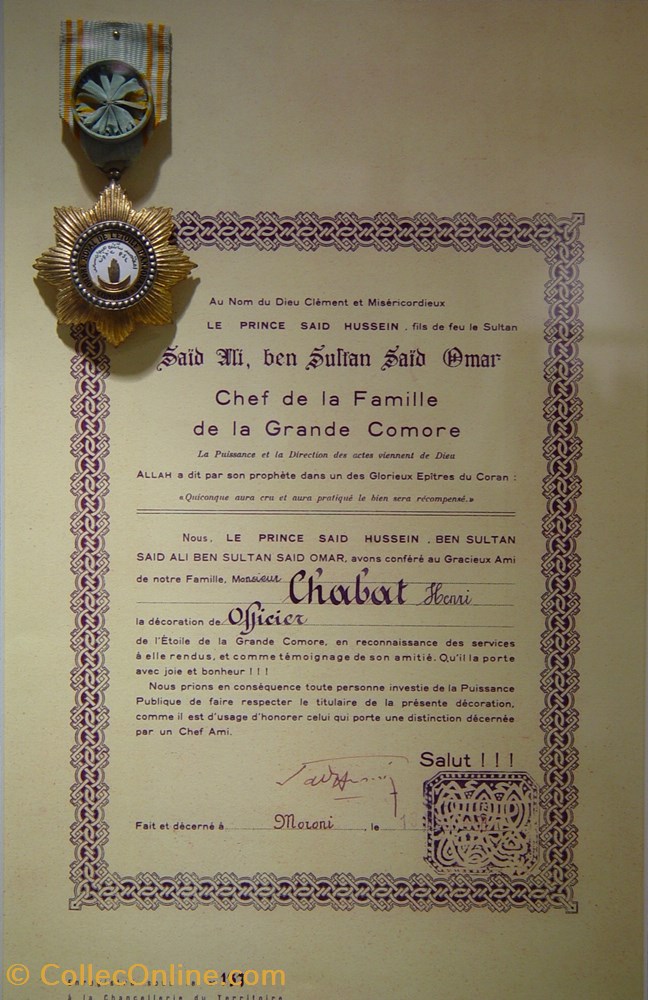 Au Nom du Dieu Clément et Miséricordieux
LE PRINCE SAID HUSSEIN, fils de feu le Sultan
Saïd Ali, ben Sultan Saïd Omar
Chef de la Famille
de la Grande Comore
La Puissance et la Direction des actes viennent de Dieu
ALLAH a dit par son prophète dans un des Glorieux Epîtres du Coran :
«Quiconque aura cru et aura pratiqué le bien sera récompensé.»
Nous, LE PRINCE SAID HUSSEIN, BEN SULTAN
SAID ALI BEN SULTAN SAID OMAR, avons conféré au Gracieux Ami
de notre Famille, Monsieur Chabat Henri
la décoration de Officier
de l'Étoile de la Grande Comore, en reconnaissance des services
à elle rendus, et comme témoignage de son amitié. Qu'il la porte
avec joie et bonheur !!!
Nous prions en conséquence toute personne investie de la Puissance
Publique de faire respecter le titulaire de la présente décoration,
comme il est d'usage d'honorer celui qui porte une distinction décernée
par un Chef Ami.
Salut !!!
Fait et décerné à Moroni, le
© CollecOnline.com
à la Chancellerie du Territoire